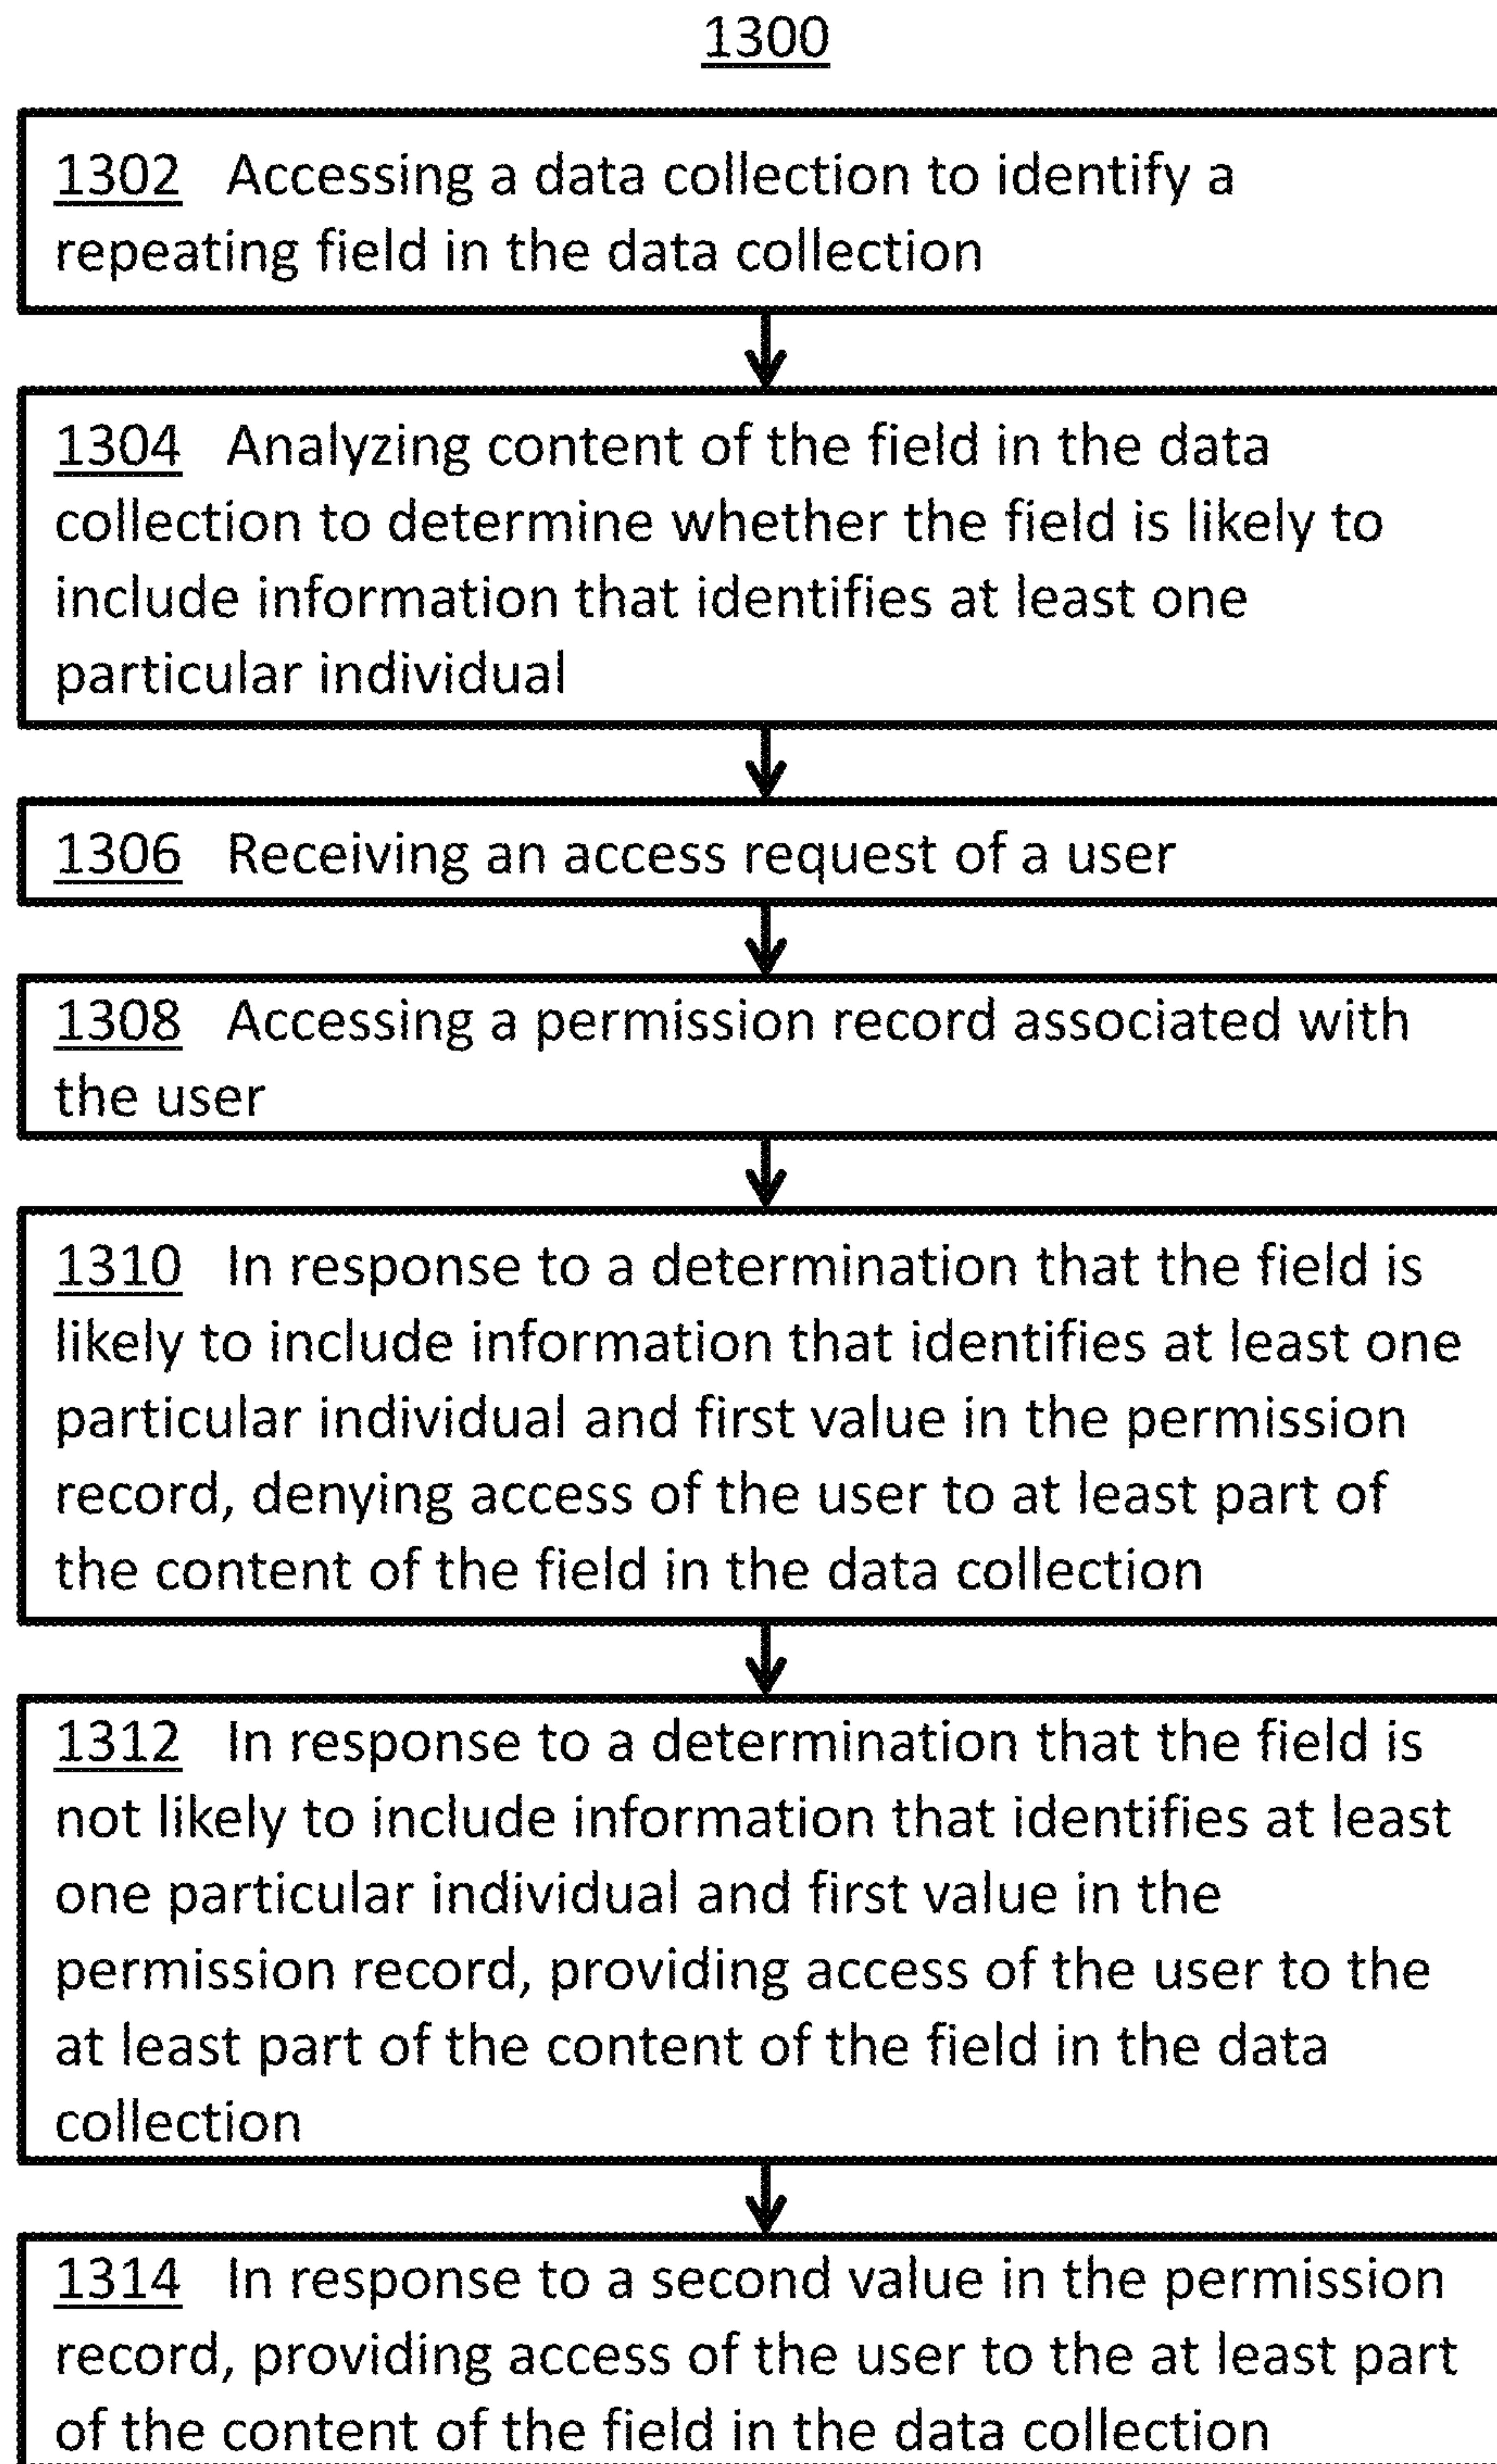 1300
1302 Accessing a data collection to identify a
repeating field in the data collection
1304 Analyzing content of the field in the data
collection to determine whether the field is likely to
include information that identifies at least one
particular individual
1306 Receiving an access request of a user
1308 Accessing a permission record associated with
the user
1310 In response to a determination that the field is
likely to include information that identifies at least one
particular individual and first value in the permission
record, denying access of the user to at least part of
the content of the field in the data collection
1312 In response to a determination that the field is
not likely to include information that identifies at least
one particular individual and first value in the
permission record, providing access of the user to the
at least part of the content of the field in the data
collection
1314 In response to a second value in the permission
record, providing access of the user to the at least part
of the content of the field in the data collection